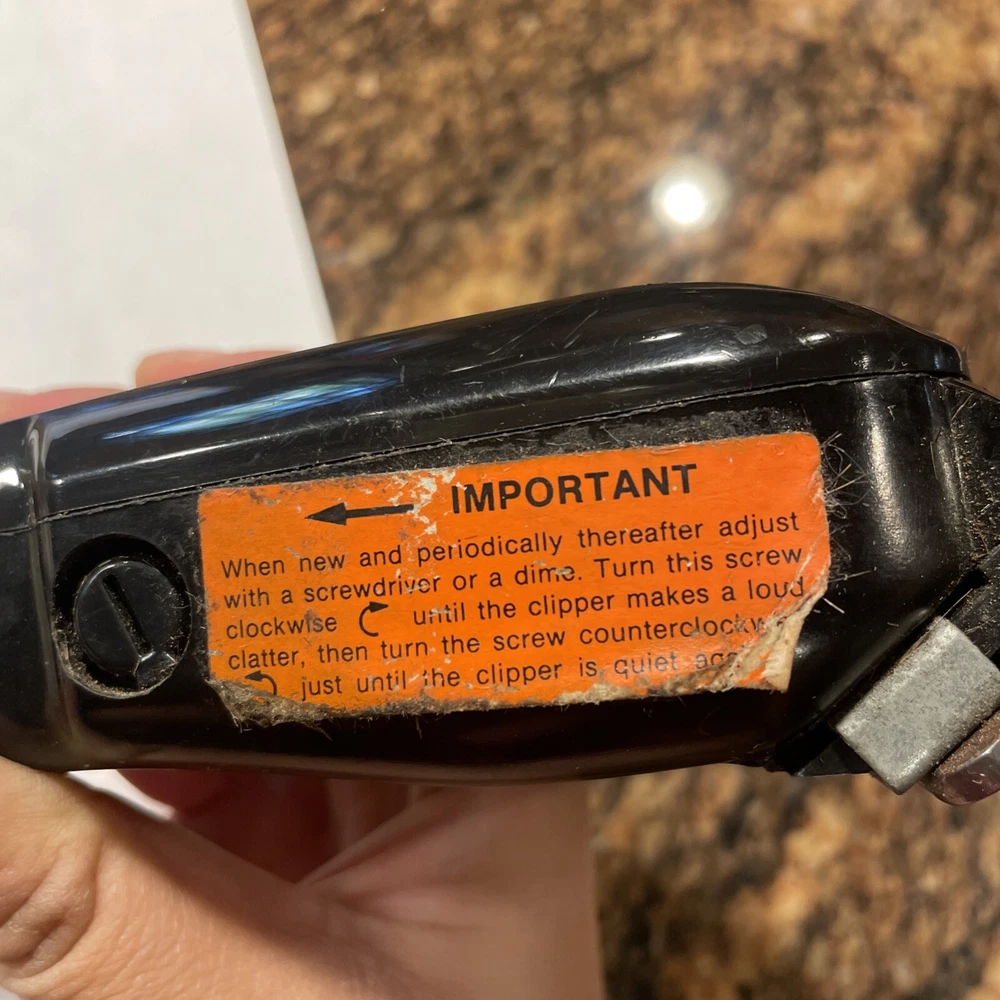 IMPORTANT
When new and periodically thereafter adjust
with a screwdriver or a dime. Turn this screw
clockwise until the clipper makes a loud
clatter, then turn the screw
just until the clipper is quiet